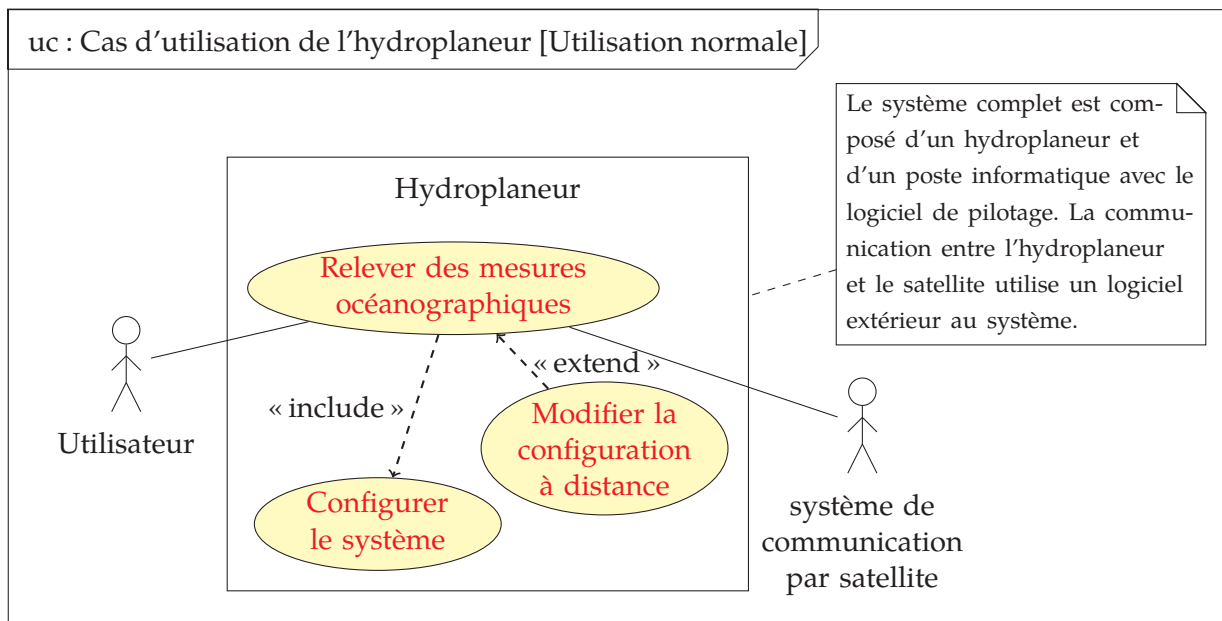 uc : Cas d'utilisation de l'hydroplaneur [Utilisation normale]
Le système complet est com-
posé d'un hydroplaneur et
d'un poste informatique avec le
logiciel de pilotage. La commu-
nication entre l'hydroplaneur
et le satellite utilise un logiciel
extérieur au système.
Hydroplaneur
Relever des mesures
océanographiques
« extend »
« include »
Modifier la
configuration
à distance
Utilisateur
Configurer
le système
système de
communication
par satellite